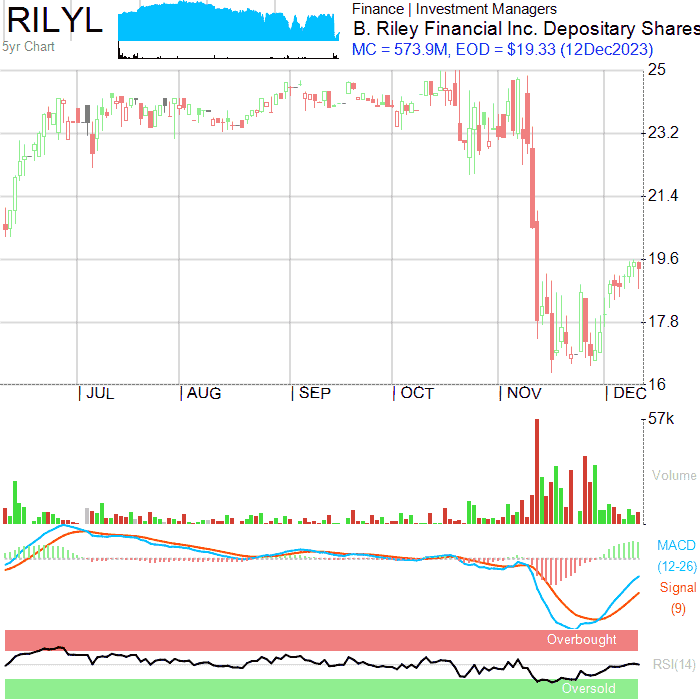 RILYL
5yr Chart
Finance | Investment Managers
B. Riley Financial Inc. Depositary Shares
MC = 573.9M, EOD = $19.33 (12Dec2023)
25
23.2
21.4
19.6
17.8
16
| JUL | AUG | SEP | OCT | NOV | DEC
57k
Volume
MACD
(12-26)
Signal
(9)
Overbought
RSI(14)
Oversold